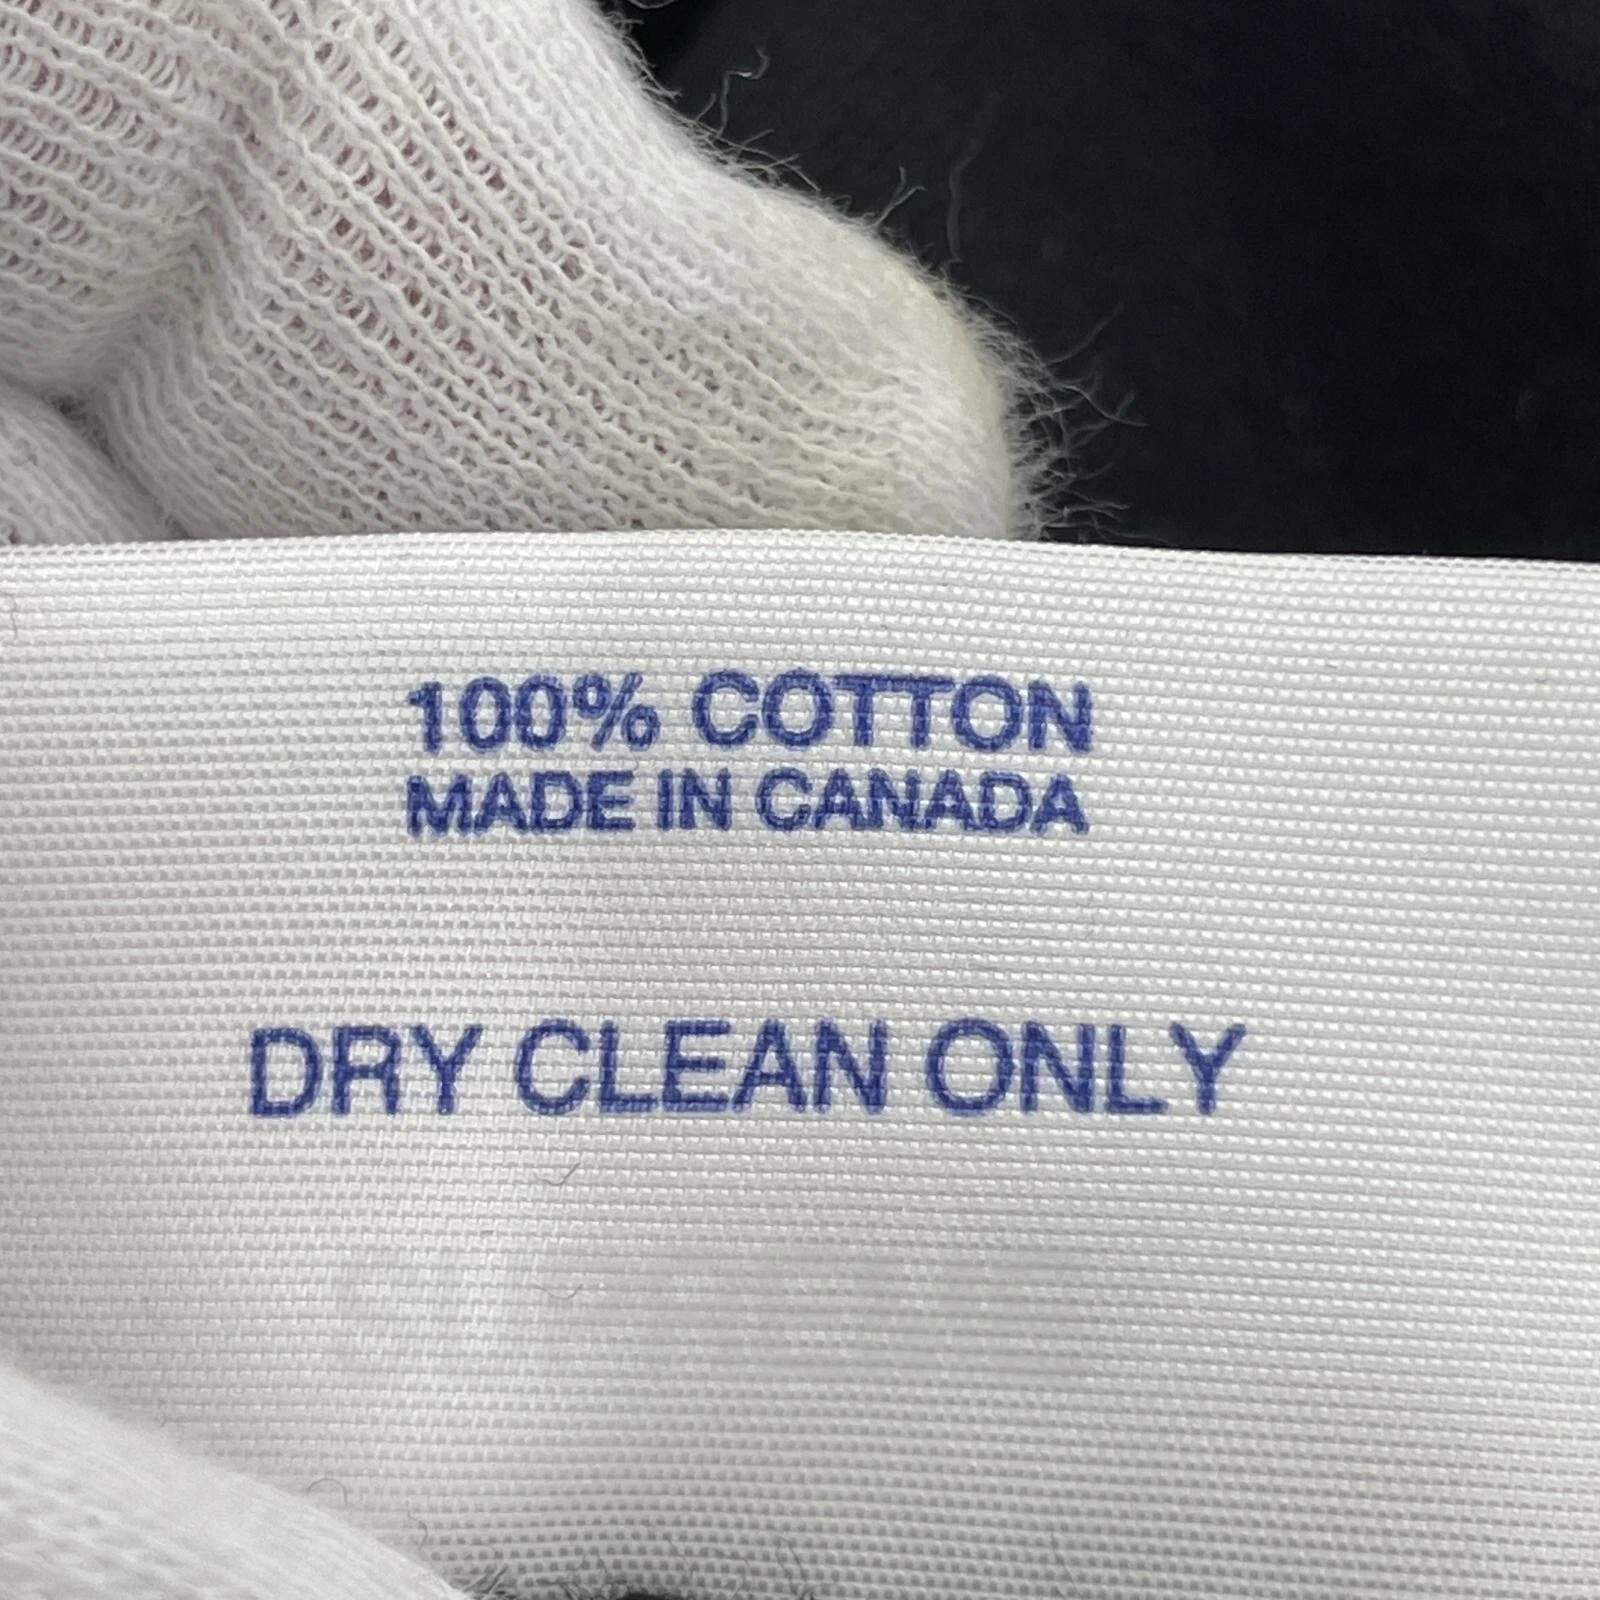 100% COTTON
MADE IN CANADA
DRY CLEAN ONLY